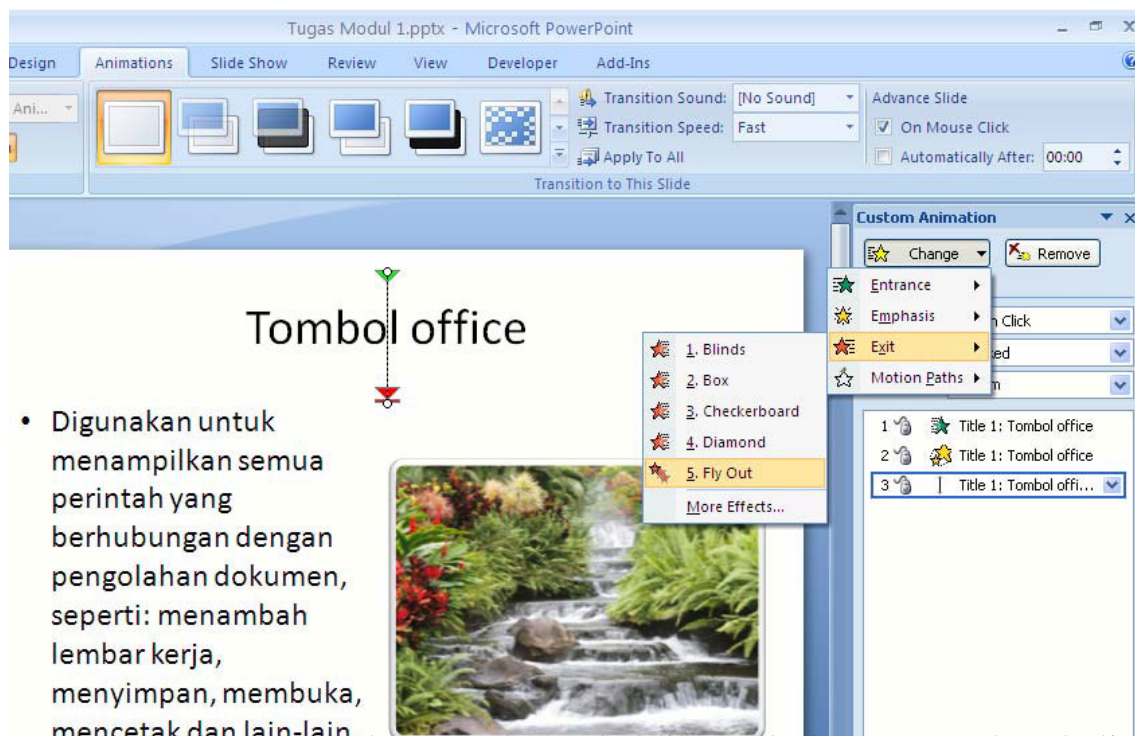 Tugas Modul 1.pptx - Microsoft PowerPoint
Design Animations Slide Show Review View Developer Add-Ins
Ani...
Transition Sound: [No Sound]
Transition Speed: Fast
Apply To All
Transition to This Slide
Advance Slide
On Mouse Click
Automatically After: 00:00
Tombol office
• Digunakan untuk
menampilkan semua
perintah yang
berhubungan dengan
pengolahan dokumen,
seperti: menambah
lembar kerja,
menyimpan, membuka,
mencetak dan lain-lain
Custom Animation
Change Remove
Entrance
Emphasis
Exit
Motion Paths
Click
1. Blinds
2. Box
3. Checkerboard
4. Diamond
5. Fly Out
More Effects...
1 Title 1: Tombol office
2 Title 1: Tombol office
3 Title 1: Tombol offi...